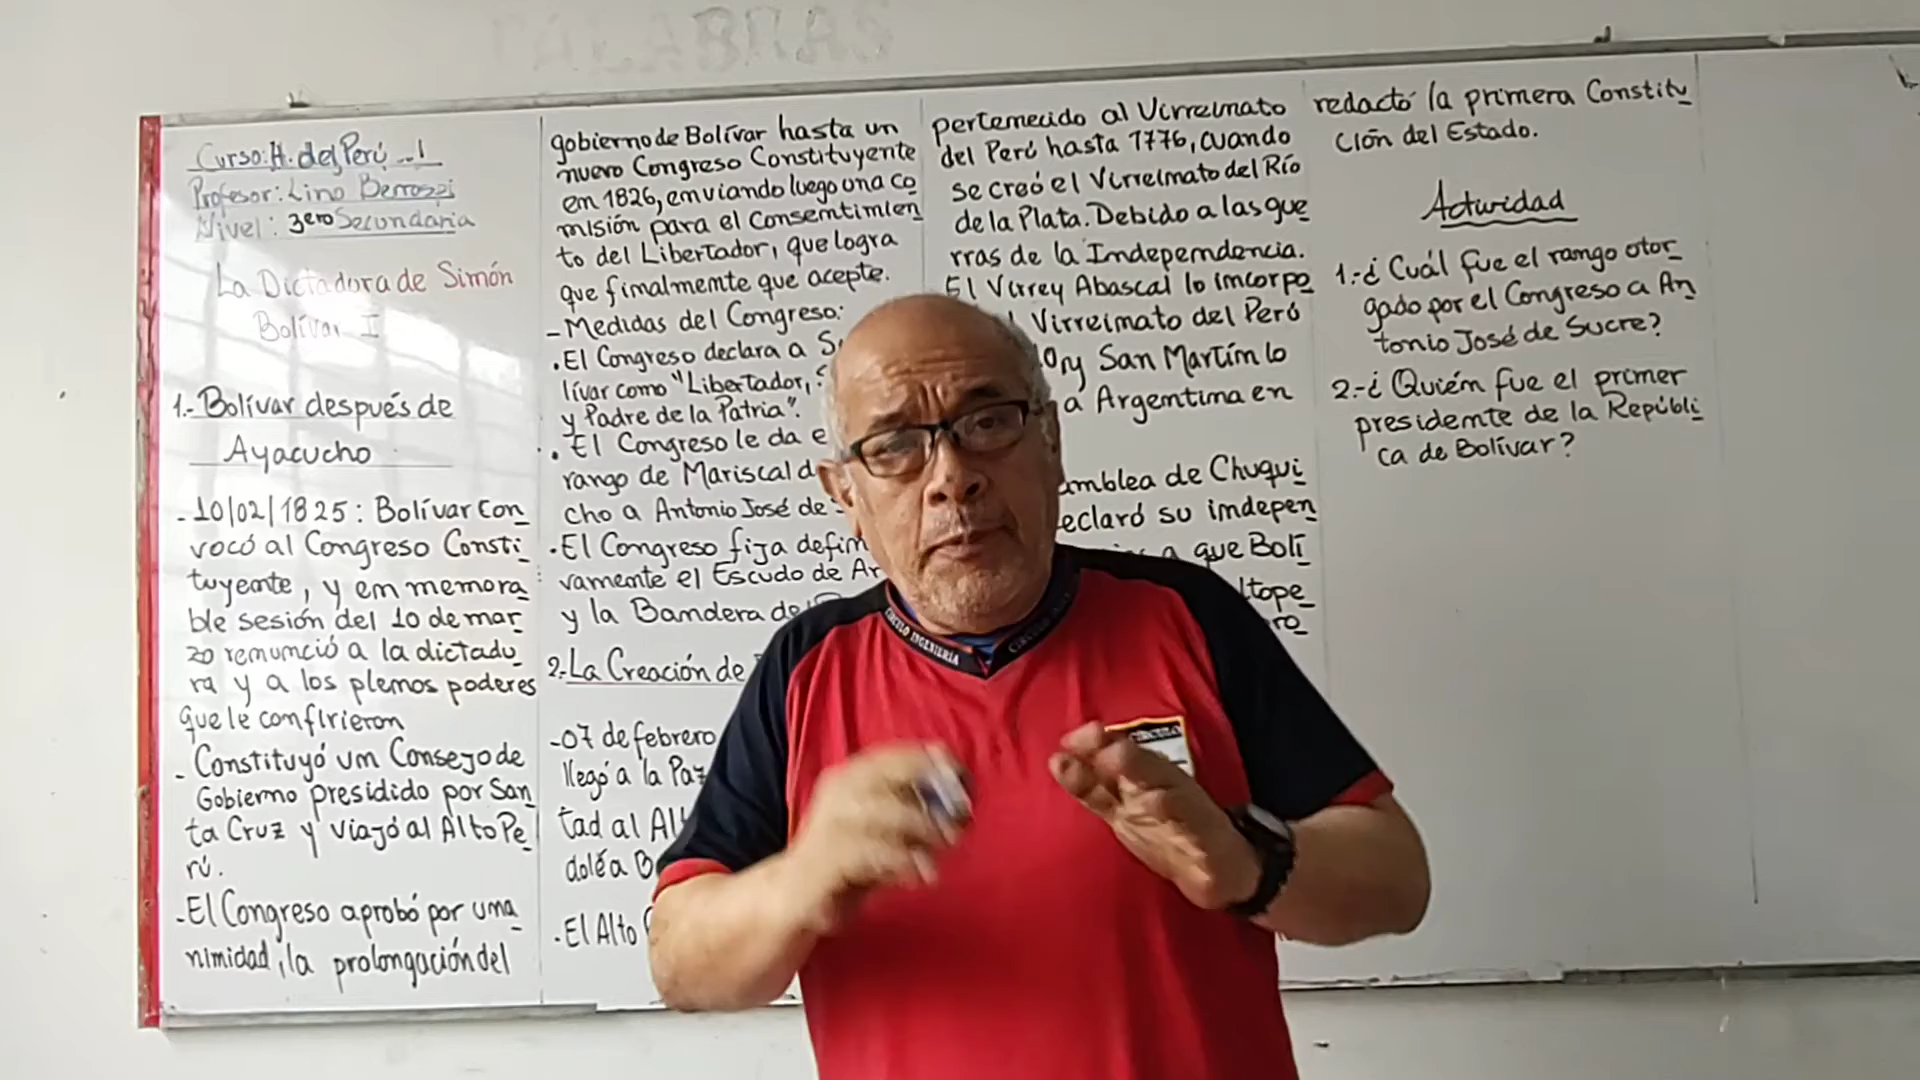 PALABRAS
Curso: H. del Perú - 1
Profesor: Lino Berrospi
Nivel: 3ero Secundaria
La Dictadura de Simón
Bolívar I
1.- Bolívar después de
Ayacucho
- 10/02/1825: Bolívar con
vocó al Congreso Consti
tuyente, y en memora
ble sesión del 10 de mar
zo renunció a la dictadu
ra y a los plenos poderes
que le confirieron
- Constituyó un Consejo de
Gobierno presidido por San
ta Cruz y viajó al Alto Pe
rú.
- El Congreso aprobó por una
nimidad, la prolongación del
gobierno de Bolívar hasta un
nuevo Congreso Constituyente
en 1826, enviando luego una co
misión para el consentimien
to del Libertador, que logra
que finalmente que acepte.
- Medidas del Congreso:
. El Congreso declara a
lívar como "Libertador,
y Padre de la Patria".
. El Congreso le da e
rango de Mariscal d
cho a Antonio José de
. El Congreso fija defin
vamente el Escudo de Ar
y la Bandera del
2.- La Creación de
- 07 de febrero
llegó a la Paz
tad al Al
dolé a B
. El Alto
pertenecido al Virreinato
del Perú hasta 1776, cuando
se creó el Virreinato del Río
de la Plata. Debido a las gue
rras de la Independencia.
El Virrey Abascal lo incorpo
Virreinato del Perú
y San Martín lo
a Argentina en
amblea de Chuqui
eclaró su indepen
a que Bolí
ltope
ro
redactó la primera Constitu
ción del Estado.
Actividad
1.- ¿Cuál fue el rango otor
gado por el Congreso a An
tonio José de Sucre?
2.- ¿Quién fue el primer
presidente de la Repúbli
ca de Bolívar?
CÍRCULO INGENIERÍA
CÍRCULO
CÍRCULO